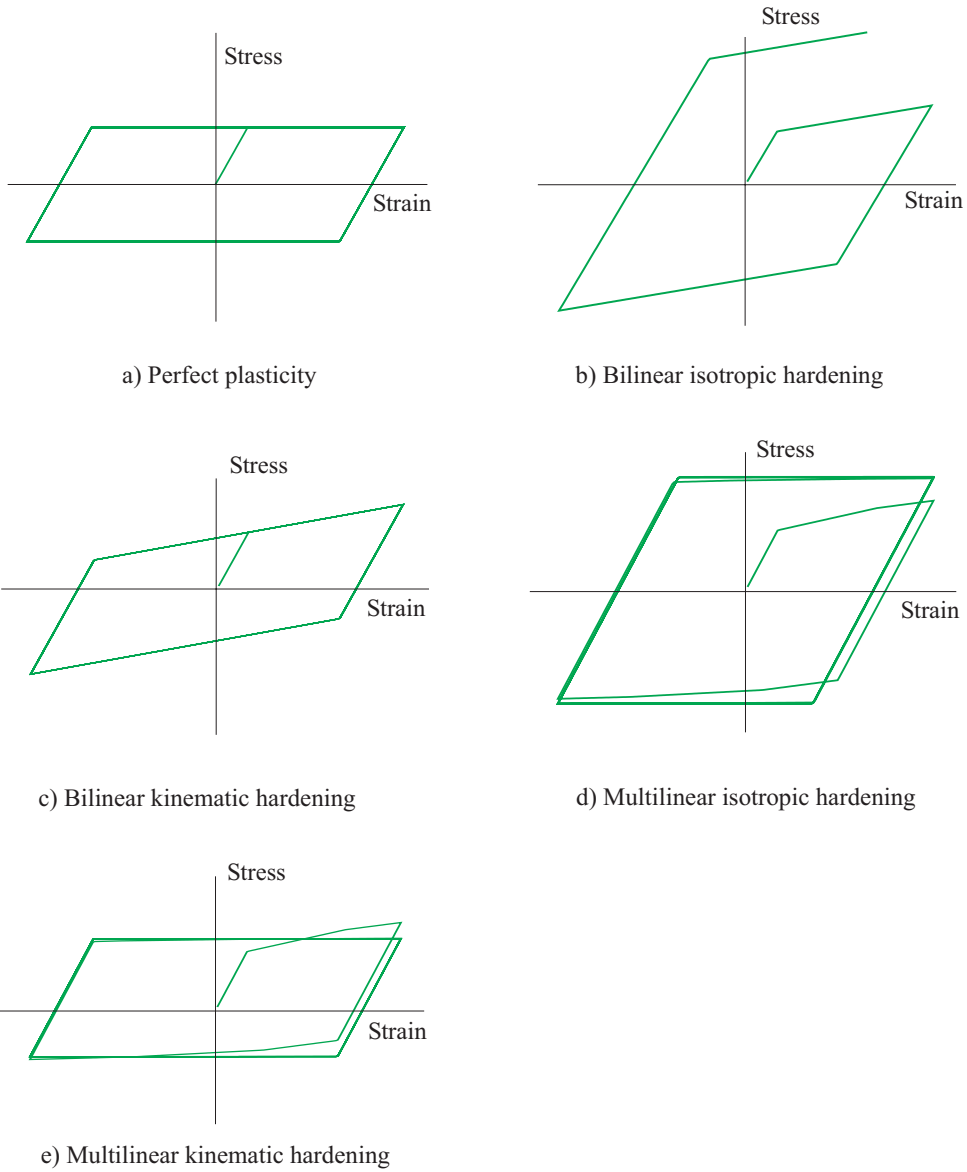 Stress
Strain
a) Perfect plasticity
Stress
Strain
b) Bilinear isotropic hardening
Stress
Strain
c) Bilinear kinematic hardening
Stress
Strain
d) Multilinear isotropic hardening
Stress
Strain
e) Multilinear kinematic hardening